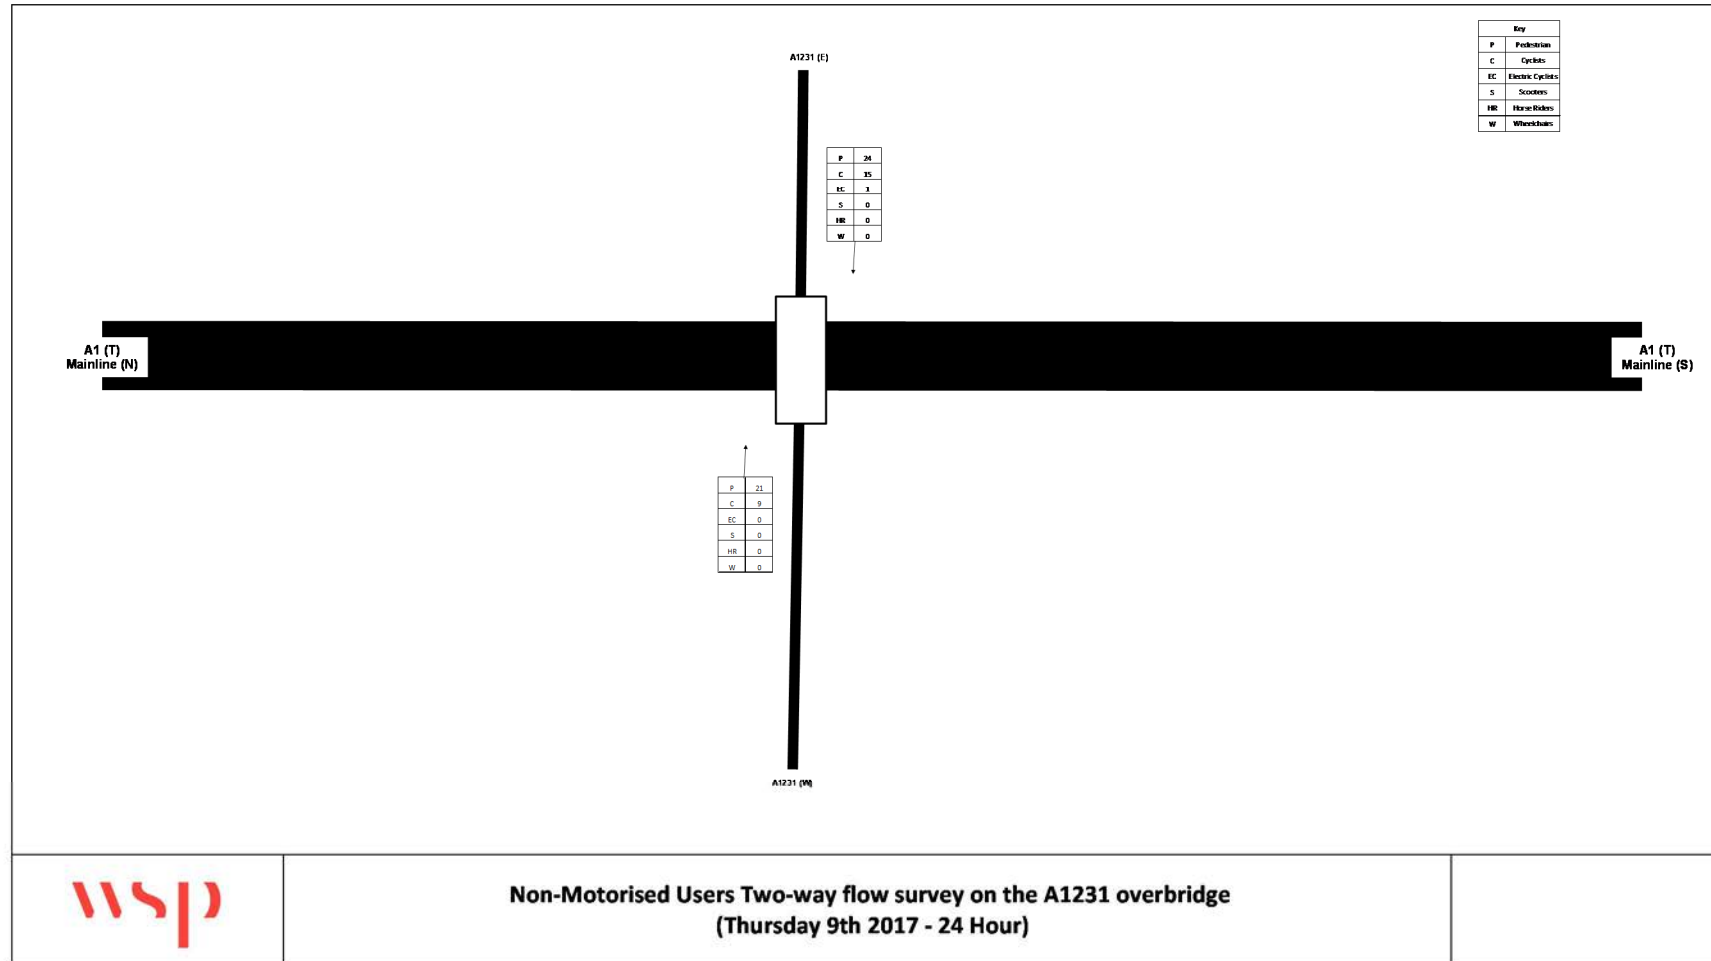 Key
P Pedestrian
C Cyclists
EC Electric Cyclists
S Scooters
HR Horse Riders
W Wheelchairs
A1231 (E)
P 24
C 15
EC 1
S 0
HR 0
W 0
A1 (T)
Mainline (N)
A1 (T)
Mainline (S)
P 21
C 9
EC 0
S 0
HR 0
W 0
A1231 (W)
wsp
Non-Motorised Users Two-way flow survey on the A1231 overbridge
(Thursday 9th 2017 - 24 Hour)